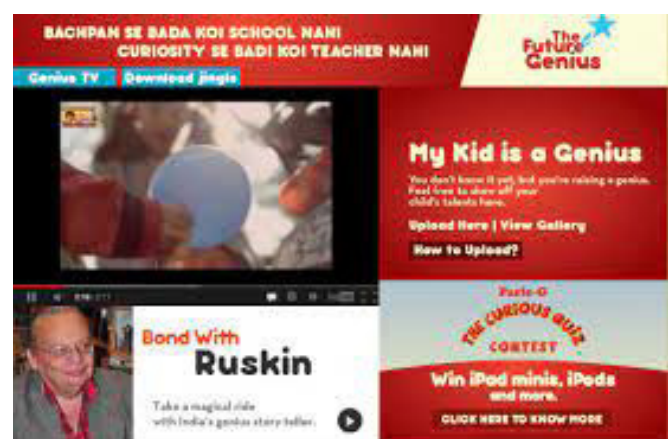 BACHPAN SE BADA KOI SCHOOL NAHI
CURIOSITY SE BADI KOI TEACHER NAHI
The
Future
Genius
Genius TV
Download jingle
My Kid is a Genius
You don't know it yet, but you're raising a genius.
Feel free to show off your
child's talents here.
Upload Here | View Gallery
How to Upload?
Bond With
Ruskin
Take a magical ride
with India's genius story teller.
Parle-G
THE CURIOUS QUIZ
CONTEST
Win iPad minis, iPods
and more.
CLICK HERE TO KNOW MORE